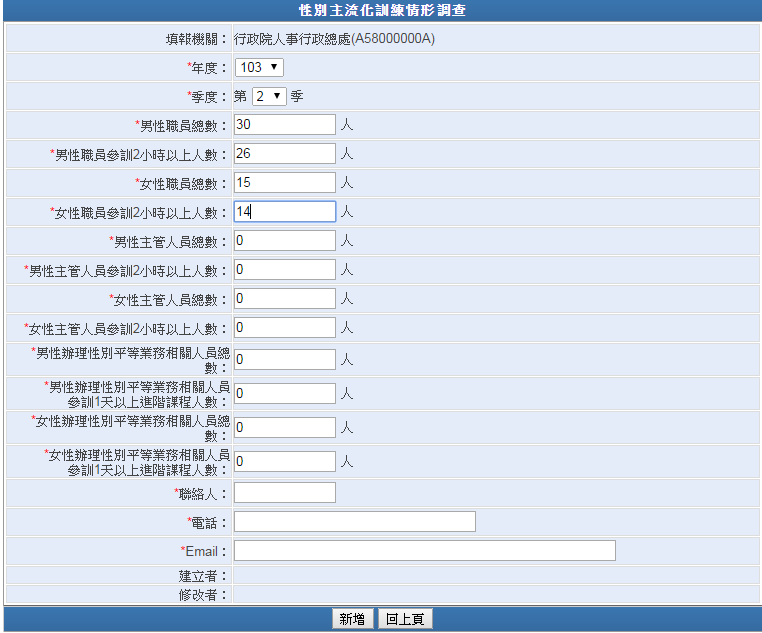 性別主流化訓練情形調查
填報機關： 行政院人事行政總處(A58000000A)
*年度： 103
*季度： 第 2 季
*男性職員總數： 30 人
*男性職員參訓2小時以上人數： 26 人
*女性職員總數： 15 人
*女性職員參訓2小時以上人數： 14 人
*男性主管人員總數： 0 人
*男性主管人員參訓2小時以上人數： 0 人
*女性主管人員總數： 0 人
*女性主管人員參訓2小時以上人數： 0 人
*男性辦理性別平等業務相關人員總
數： 0 人
*男性辦理性別平等業務相關人員
參訓1天以上進階課程人數： 0 人
*女性辦理性別平等業務相關人員總
數： 0 人
*女性辦理性別平等業務相關人員
參訓1天以上進階課程人數： 0 人
*聯絡人：
*電話：
*Email：
建立者：
修改者：
新增 回上頁